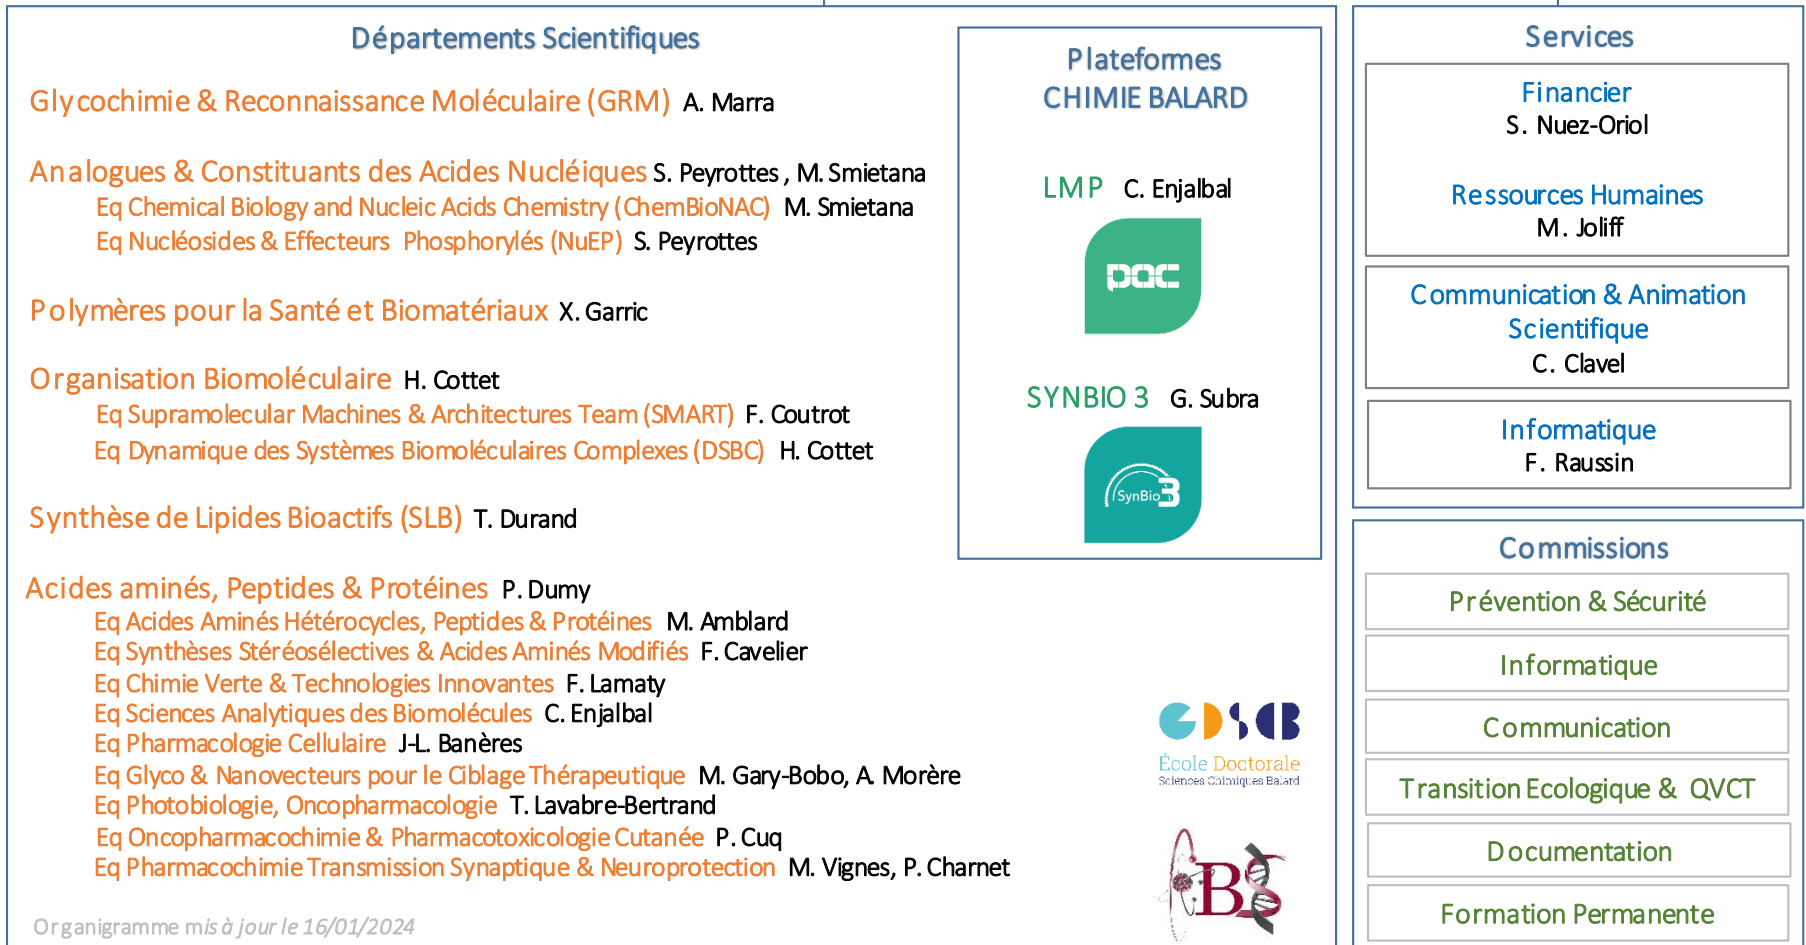 Départements Scientifiques
Glycochimie & Reconnaissance Moléculaire (GRM) A. Marra
Analogues & Constituants des Acides Nucléiques S. Peyrottes , M. Smietana
Eq Chemical Biology and Nucleic Acids Chemistry (ChemBioNAC) M. Smietana
Eq Nucléosides & Effecteurs Phosphorylés (NuEP) S. Peyrottes
Polymères pour la Santé et Biomatériaux X. Garric
Organisation Biomoléculaire H. Cottet
Eq Supramolecular Machines & Architectures Team (SMART) F. Coutrot
Eq Dynamique des Systèmes Biomoléculaires Complexes (DSBC) H. Cottet
Synthèse de Lipides Bioactifs (SLB) T. Durand
Acides aminés, Peptides & Protéines P. Dumy
Eq Acides Aminés Hétérocycles, Peptides & Protéines M. Amblard
Eq Synthèses Stéréosélectives & Acides Aminés Modifiés F. Cavelier
Eq Chimie Verte & Technologies Innovantes F. Lamaty
Eq Sciences Analytiques des Biomolécules C. Enjalbal
Eq Pharmacologie Cellulaire J-L. Banères
Eq Glyco & Nanovecteurs pour le Ciblage Thérapeutique M. Gary-Bobo, A. Morère
Eq Photobiologie, Oncopharmacologie T. Lavabre-Bertrand
Eq Oncopharmacochimie & Pharmacotoxicologie Cutanée P. Cuq
Eq Pharmacochimie Transmission Synaptique & Neuroprotection M. Vignes, P. Charnet
Organigramme mis à jour le 16/01/2024
Plateformes
CHIMIE BALARD
LMP C. Enjalbal
pac
SYNBIO 3 G. Subra
SynBio3
EDSCB
École Doctorale
Sciences Chimiques Balard
BS
Services
Financier
S. Nuez-Oriol
Ressources Humaines
M. Joliff
Communication & Animation
Scientifique
C. Clavel
Informatique
F. Raussin
Commissions
Prévention & Sécurité
Informatique
Communication
Transition Ecologique & QVCT
Documentation
Formation Permanente